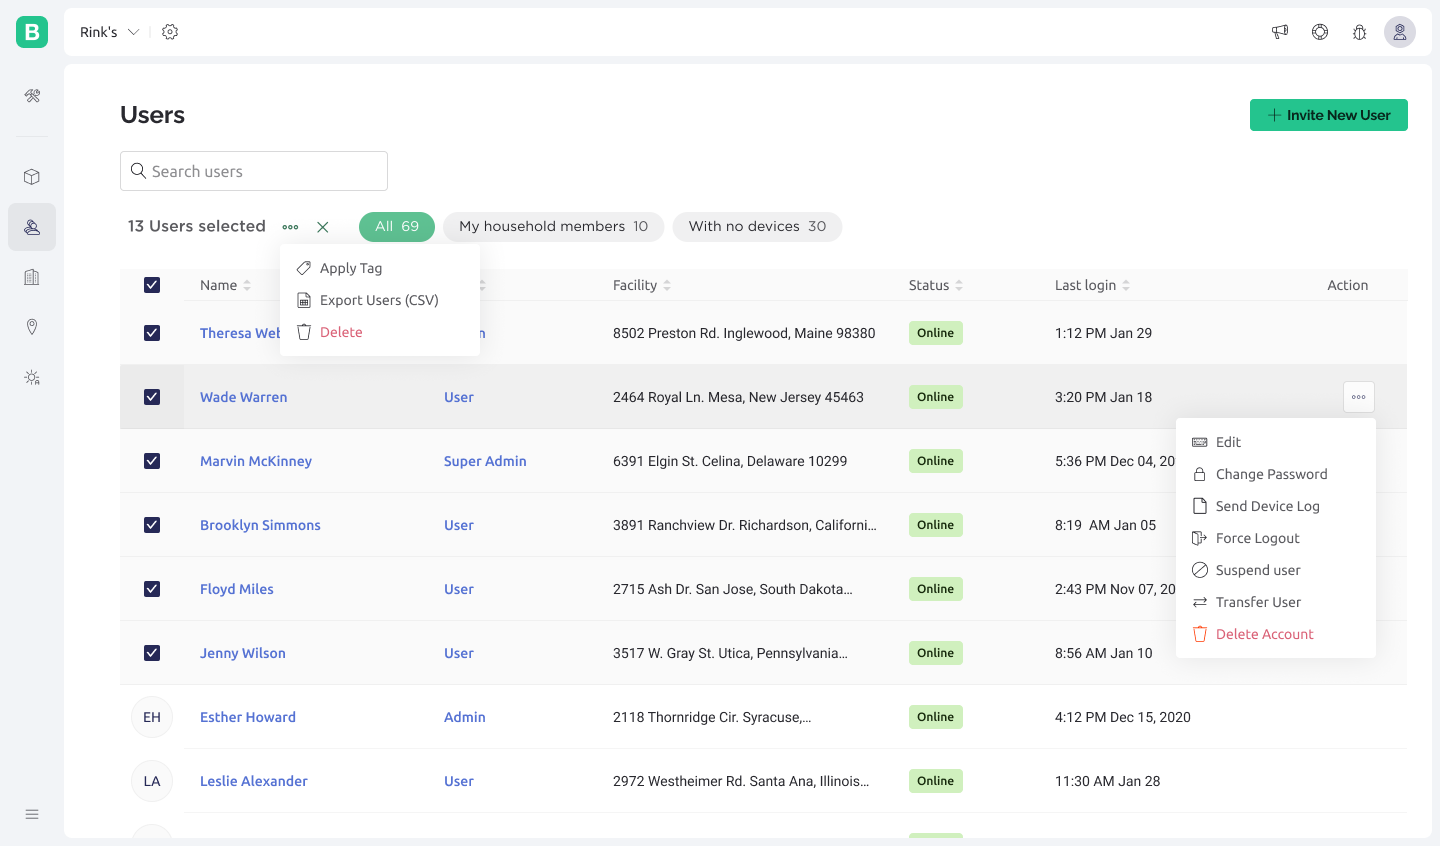 B
Rink's
Users
Invite New User
Search users
13 Users selected
All 69
My household members 10
With no devices 30
Apply Tag
Export Users (CSV)
Delete
Name
Facility
Status
Last login
Action
Theresa Web
n
8502 Preston Rd. Inglewood, Maine 98380
Online
1:12 PM Jan 29
Wade Warren
User
2464 Royal Ln. Mesa, New Jersey 45463
Online
3:20 PM Jan 18
Edit
Change Password
Send Device Log
Force Logout
Suspend user
Transfer User
Delete Account
Marvin McKinney
Super Admin
6391 Elgin St. Celina, Delaware 10299
Online
5:36 PM Dec 04, 20
Brooklyn Simmons
User
3891 Ranchview Dr. Richardson, Californi...
Online
8:19 AM Jan 05
Floyd Miles
User
2715 Ash Dr. San Jose, South Dakota...
Online
2:43 PM Nov 07, 20
Jenny Wilson
User
3517 W. Gray St. Utica, Pennsylvania...
Online
8:56 AM Jan 10
EH
Esther Howard
Admin
2118 Thornridge Cir. Syracuse,...
Online
4:12 PM Dec 15, 2020
LA
Leslie Alexander
User
2972 Westheimer Rd. Santa Ana, Illinois...
Online
11:30 AM Jan 28